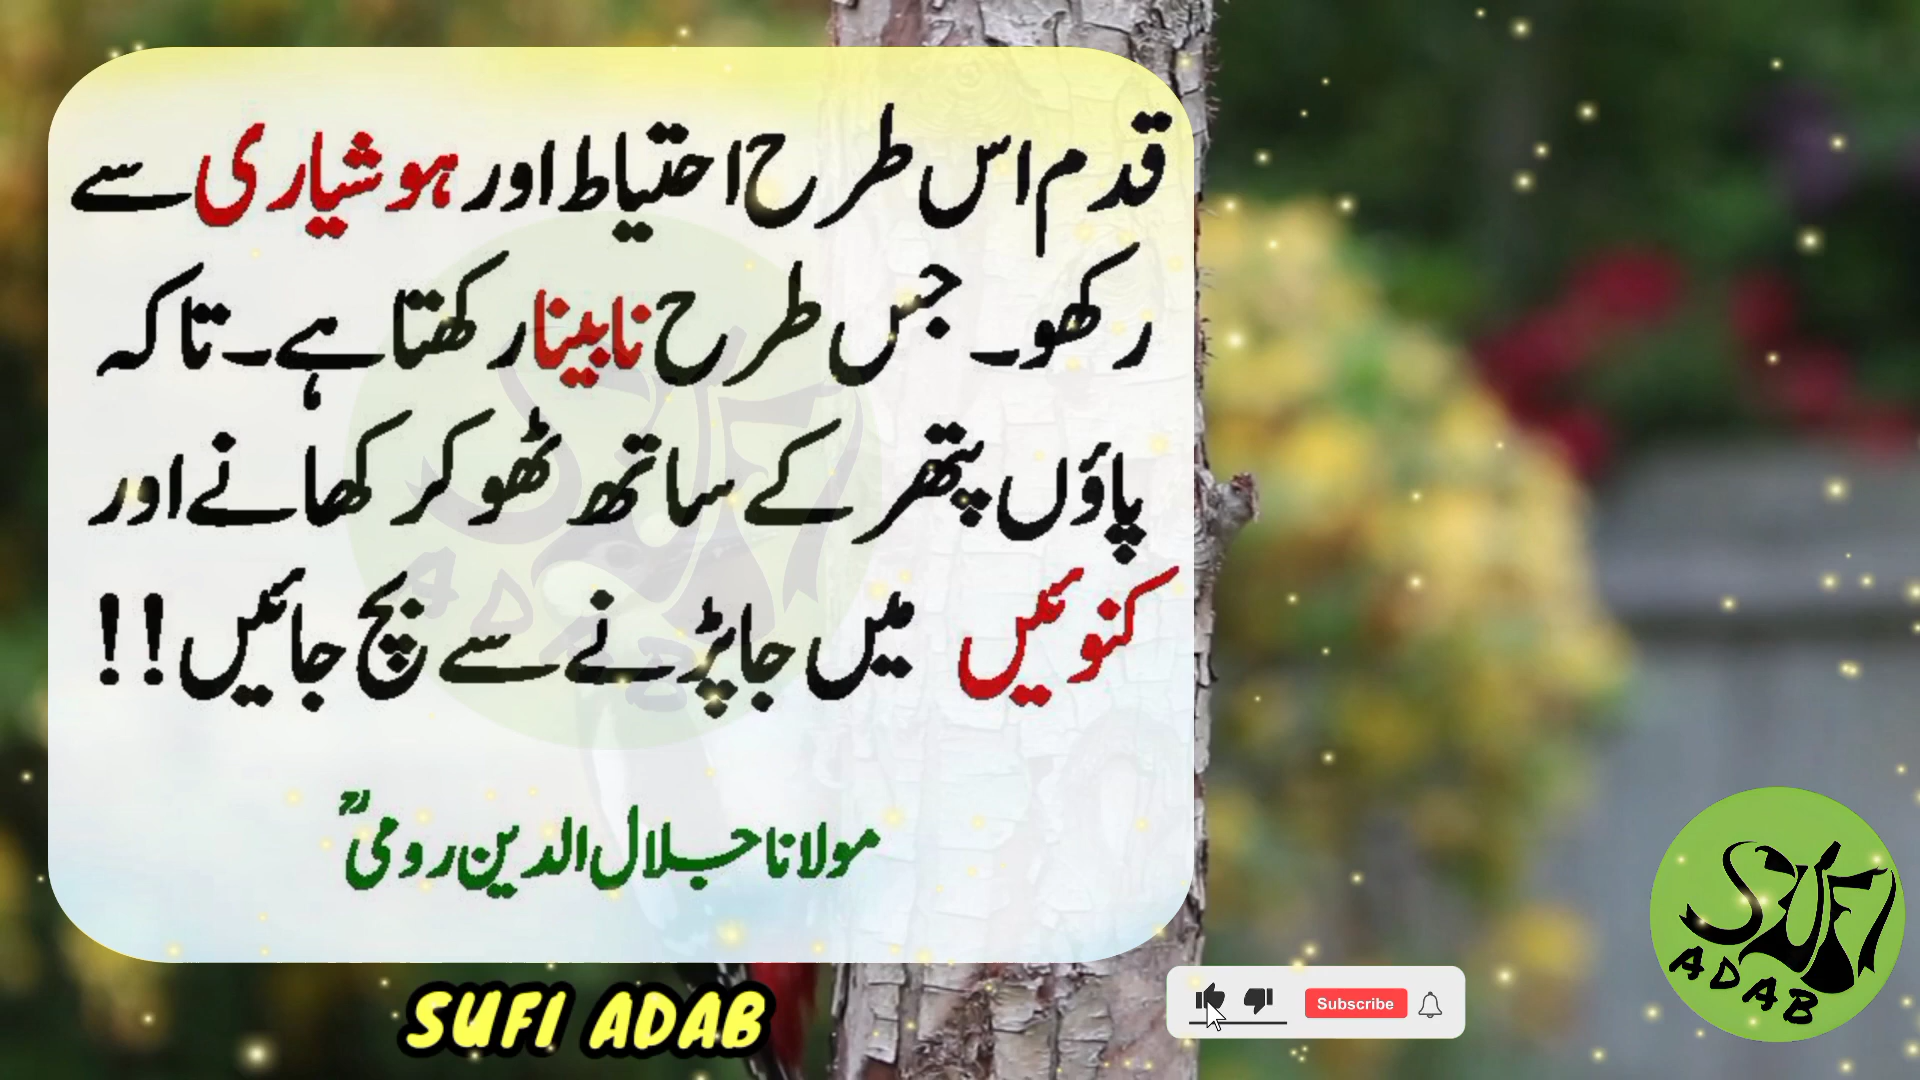 قدم اس طرح احتیاط اور ہوشیاری سے
رکھو۔ جس طرح نابینا رکھتا ہے۔ تاکہ
پاؤں پتھر کے ساتھ ٹھوکر کھانے اور
کنوئیں میں جا پڑنے سے بچ جائیں!!
مولانا جلال الدین رومیؒ
SUFI ADAB
Subscribe
SUFI
ADAB